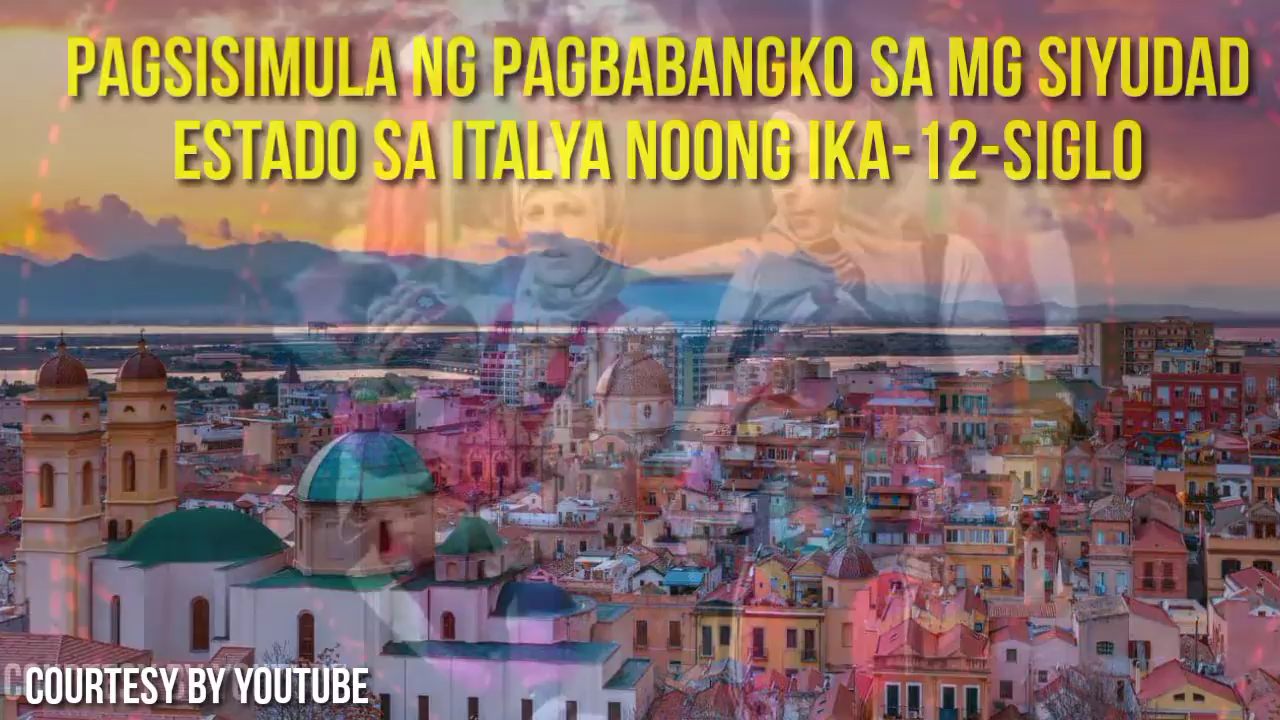 PAGSISIMULA NG PAGBABANGKO SA MG SIYUDAD
ESTADO SA ITALYA NOONG IKA-12-SIGLO
COURTESY BY YOUTUBE